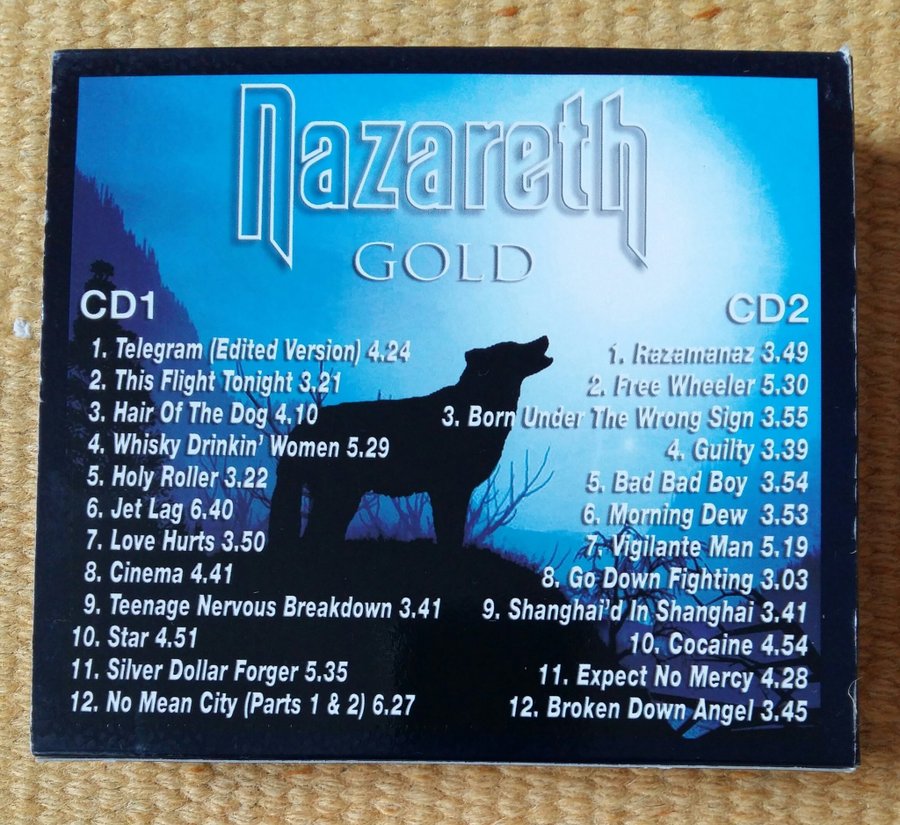 Nazareth
GOLD
CD1
1. Telegram (Edited Version) 4.24
2. This Flight Tonight 3.21
3. Hair Of The Dog 4.10
4. Whisky Drinkin' Women 5.29
5. Holy Roller 3.22
6. Jet Lag 6.40
7. Love Hurts 3.50
8. Cinema 4.41
9. Teenage Nervous Breakdown 3.41
10. Star 4.51
11. Silver Dollar Forger 5.35
12. No Mean City (Parts 1 & 2) 6.27
CD2
1. Razamanaz 3.49
2. Free Wheeler 5.30
3. Born Under The Wrong Sign 3.55
4. Guilty 3.39
5. Bad Bad Boy 3.54
6. Morning Dew 3.53
7. Vigilante Man 5.19
8. Go Down Fighting 3.03
9. Shanghai'd In Shanghai 3.41
10. Cocaine 4.54
11. Expect No Mercy 4.28
12. Broken Down Angel 3.45